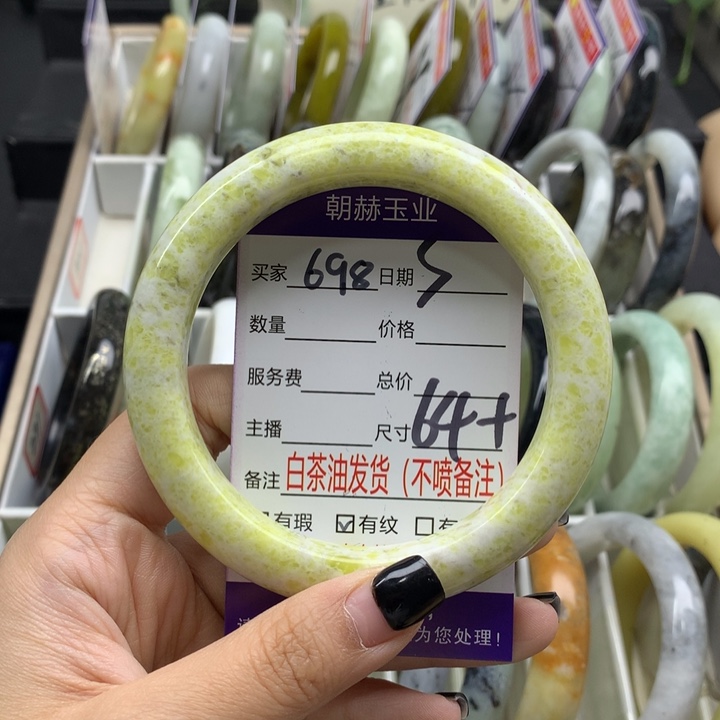 朝赫玉业
买家 698 日期 S
数量 价格
服务费 总价
主播 尺寸 64+
备注 白茶油发货（不喷备注）
有瑕 ☑有纹 □有
为您处理！